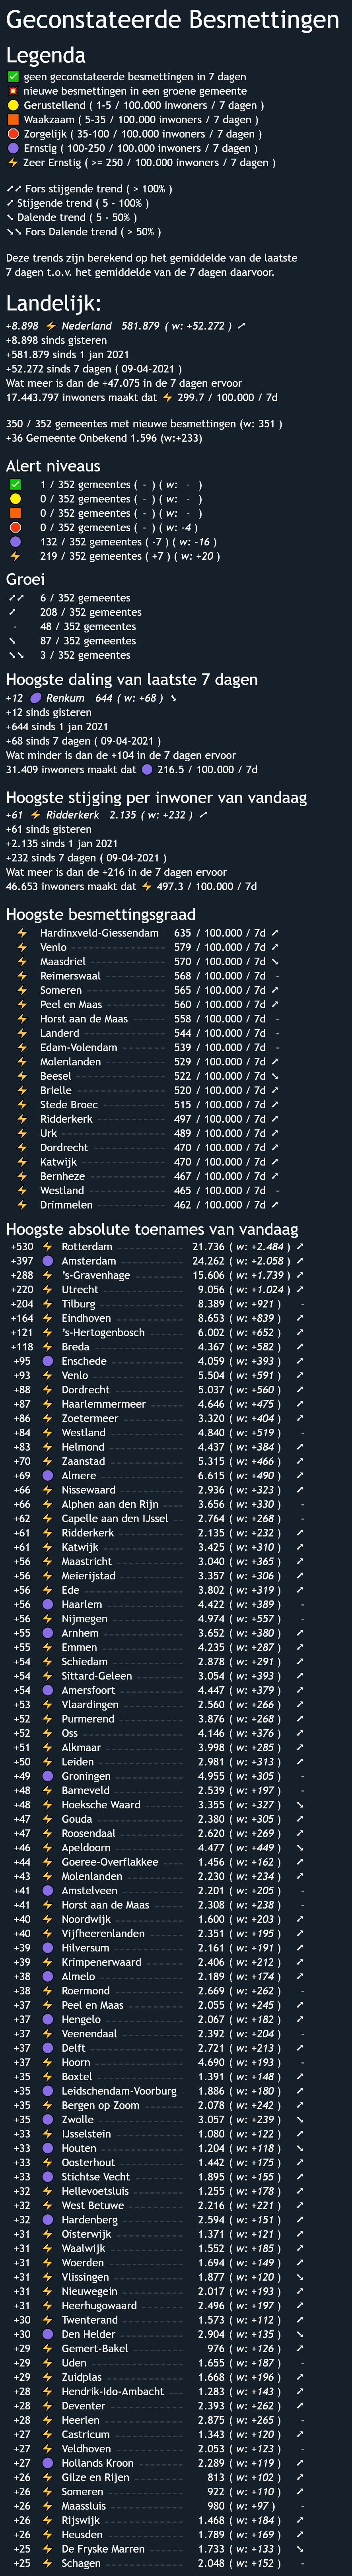 Geconstateerde Besmettingen
Legenda
geen geconstateerde besmettingen in 7 dagen
nieuwe besmettingen in een groene gemeente
Gerustellend ( 1-5 / 100.000 inwoners / 7 dagen )
Waakzaam ( 5-35 / 100.000 inwoners / 7 dagen )
Zorgelijk ( 35-100 / 100.000 inwoners / 7 dagen )
Ernstig ( 100-250 / 100.000 inwoners / 7 dagen )
Zeer Ernstig ( >= 250 / 100.000 inwoners / 7 dagen )
➚➚ Fors stijgende trend ( > 100% )
➚ Stijgende trend ( 5 - 100% )
➘ Dalende trend ( 5 - 50% )
➘➘ Fors Dalende trend ( > 50% )
Deze trends zijn berekend op het gemiddelde van de laatste
7 dagen t.o.v. het gemiddelde van de 7 dagen daarvoor.
Landelijk:
+8.898 ⚡ Nederland 581.879 ( w: +52.272 ) ➚
+8.898 sinds gisteren
+581.879 sinds 1 jan 2021
+52.272 sinds 7 dagen ( 09-04-2021 )
Wat meer is dan de +47.075 in de 7 dagen ervoor
17.443.797 inwoners maakt dat ⚡ 299.7 / 100.000 / 7d
350 / 352 gemeentes met nieuwe besmettingen (w: 351 )
+36 Gemeente Onbekend 1.596 (w:+233)
Alert niveaus
1 / 352 gemeentes ( - ) ( w: - )
0 / 352 gemeentes ( - ) ( w: - )
0 / 352 gemeentes ( - ) ( w: - )
0 / 352 gemeentes ( - ) ( w: -4 )
132 / 352 gemeentes ( -7 ) ( w: -16 )
219 / 352 gemeentes ( +7 ) ( w: +20 )
Groei
➚➚ 6 / 352 gemeentes
➚ 208 / 352 gemeentes
- 48 / 352 gemeentes
➘ 87 / 352 gemeentes
➘➘ 3 / 352 gemeentes
Hoogste daling van laatste 7 dagen
+12 Renkum 644 ( w: +68 ) ➘
+12 sinds gisteren
+644 sinds 1 jan 2021
+68 sinds 7 dagen ( 09-04-2021 )
Wat minder is dan de +104 in de 7 dagen ervoor
31.409 inwoners maakt dat 216.5 / 100.000 / 7d
Hoogste stijging per inwoner van vandaag
+61 ⚡ Ridderkerk 2.135 ( w: +232 ) ➚
+61 sinds gisteren
+2.135 sinds 1 jan 2021
+232 sinds 7 dagen ( 09-04-2021 )
Wat meer is dan de +216 in de 7 dagen ervoor
46.653 inwoners maakt dat ⚡ 497.3 / 100.000 / 7d
Hoogste besmettingsgraad
Hardinxveld-Giessendam 635 / 100.000 / 7d ➚
Venlo 579 / 100.000 / 7d ➚
Maasdriel 570 / 100.000 / 7d ➘
Reimerswaal 568 / 100.000 / 7d -
Someren 565 / 100.000 / 7d ➚
Peel en Maas 560 / 100.000 / 7d ➚
Horst aan de Maas 558 / 100.000 / 7d -
Landerd 544 / 100.000 / 7d -
Edam-Volendam 539 / 100.000 / 7d -
Molenlanden 529 / 100.000 / 7d ➚
Beesel 522 / 100.000 / 7d ➘
Brielle 520 / 100.000 / 7d ➚
Stede Broec 515 / 100.000 / 7d ➚
Ridderkerk 497 / 100.000 / 7d ➚
Urk 489 / 100.000 / 7d ➚
Dordrecht 470 / 100.000 / 7d ➚
Katwijk 470 / 100.000 / 7d ➚
Bernheze 467 / 100.000 / 7d ➚
Westland 465 / 100.000 / 7d -
Drimmelen 462 / 100.000 / 7d ➚
Hoogste absolute toenames van vandaag
+530 Rotterdam 21.736 ( w: +2.484 ) ➚
+397 Amsterdam 24.262 ( w: +2.058 ) ➚
+288 's-Gravenhage 15.606 ( w: +1.739 ) ➚
+220 Utrecht 9.056 ( w: +1.024 ) ➚
+204 Tilburg 8.389 ( w: +921 ) -
+164 Eindhoven 8.653 ( w: +839 ) ➚
+121 's-Hertogenbosch 6.002 ( w: +652 ) ➚
+118 Breda 4.367 ( w: +582 ) ➚
+95 Enschede 4.059 ( w: +393 ) ➚
+93 Venlo 5.504 ( w: +591 ) ➚
+88 Dordrecht 5.037 ( w: +560 ) ➚
+87 Haarlemmermeer 4.646 ( w: +475 ) ➚
+86 Zoetermeer 3.320 ( w: +404 ) ➚
+84 Westland 4.840 ( w: +519 ) -
+83 Helmond 4.437 ( w: +384 ) ➚
+70 Zaanstad 5.315 ( w: +466 ) ➚
+69 Almere 6.615 ( w: +490 ) ➚
+66 Nissewaard 2.936 ( w: +323 ) ➚
+66 Alphen aan den Rijn 3.656 ( w: +330 ) -
+62 Capelle aan den IJssel 2.764 ( w: +268 ) -
+61 Ridderkerk 2.135 ( w: +232 ) ➚
+61 Katwijk 3.425 ( w: +310 ) ➚
+56 Maastricht 3.040 ( w: +365 ) ➚
+56 Meierijstad 3.357 ( w: +306 ) ➚
+56 Ede 3.802 ( w: +319 ) ➚
+56 Haarlem 4.422 ( w: +389 ) -
+56 Nijmegen 4.974 ( w: +557 ) -
+55 Arnhem 3.652 ( w: +380 ) ➚
+55 Emmen 4.235 ( w: +287 ) ➚
+54 Schiedam 2.878 ( w: +291 ) ➚
+54 Sittard-Geleen 3.054 ( w: +393 ) ➚
+54 Amersfoort 4.447 ( w: +379 ) ➚
+53 Vlaardingen 2.560 ( w: +266 ) ➚
+52 Purmerend 3.876 ( w: +268 ) ➚
+52 Oss 4.146 ( w: +376 ) ➚
+51 Alkmaar 3.998 ( w: +285 ) ➚
+50 Leiden 2.981 ( w: +313 ) ➚
+49 Groningen 4.955 ( w: +305 ) -
+48 Barneveld 2.539 ( w: +197 ) -
+48 Hoeksche Waard 3.355 ( w: +327 ) ➘
+47 Gouda 2.380 ( w: +305 ) ➚
+47 Roosendaal 2.620 ( w: +269 ) ➚
+46 Apeldoorn 4.477 ( w: +449 ) ➘
+44 Goeree-Overflakkee 1.456 ( w: +162 ) ➚
+43 Molenlanden 2.230 ( w: +234 ) ➚
+41 Amstelveen 2.201 ( w: +205 ) -
+41 Horst aan de Maas 2.308 ( w: +238 ) -
+40 Noordwijk 1.600 ( w: +203 ) ➚
+40 Vijfheerenlanden 2.351 ( w: +195 ) ➚
+39 Hilversum 2.161 ( w: +191 ) ➚
+39 Krimpenerwaard 2.406 ( w: +212 ) ➚
+38 Almelo 2.189 ( w: +174 ) ➚
+38 Roermond 2.669 ( w: +262 ) -
+37 Peel en Maas 2.055 ( w: +245 ) ➚
+37 Hengelo 2.067 ( w: +182 ) ➚
+37 Veenendaal 2.392 ( w: +204 ) -
+37 Delft 2.721 ( w: +213 ) ➚
+37 Hoorn 4.690 ( w: +193 ) -
+35 Boxtel 1.391 ( w: +148 ) ➚
+35 Leidschendam-Voorburg 1.886 ( w: +180 ) ➚
+35 Bergen op Zoom 2.078 ( w: +242 ) ➚
+35 Zwolle 3.057 ( w: +239 ) ➘
+33 IJsselstein 1.080 ( w: +122 ) ➚
+33 Houten 1.204 ( w: +118 ) ➘
+33 Oosterhout 1.442 ( w: +175 ) ➚
+33 Stichtse Vecht 1.895 ( w: +155 ) ➚
+32 Hellevoetsluis 1.255 ( w: +178 ) ➚
+32 West Betuwe 2.216 ( w: +221 ) ➚
+32 Hardenberg 2.594 ( w: +151 ) ➚
+31 Oisterwijk 1.371 ( w: +121 ) ➚
+31 Waalwijk 1.552 ( w: +185 ) ➚
+31 Woerden 1.694 ( w: +149 ) ➚
+31 Vlissingen 1.877 ( w: +120 ) ➘
+31 Nieuwegein 2.017 ( w: +193 ) ➚
+31 Heerhugowaard 2.496 ( w: +197 ) ➚
+30 Twenterand 1.573 ( w: +112 ) ➚
+30 Den Helder 2.904 ( w: +135 ) ➘
+29 Gemert-Bakel 976 ( w: +126 ) ➚
+29 Uden 1.655 ( w: +187 ) -
+29 Zuidplas 1.668 ( w: +196 ) ➚
+28 Hendrik-Ido-Ambacht 1.283 ( w: +143 ) ➚
+28 Deventer 2.393 ( w: +262 ) ➚
+28 Heerlen 2.875 ( w: +265 ) -
+27 Castricum 1.343 ( w: +120 ) ➚
+27 Veldhoven 2.053 ( w: +123 ) -
+27 Hollands Kroon 2.289 ( w: +119 ) ➚
+26 Gilze en Rijen 813 ( w: +102 ) ➚
+26 Someren 922 ( w: +110 ) ➚
+26 Maassluis 980 ( w: +97 ) -
+26 Rijswijk 1.468 ( w: +184 ) ➚
+26 Heusden 1.789 ( w: +169 ) ➚
+25 De Fryske Marren 1.733 ( w: +133 ) ➘
+25 Schagen 2.048 ( w: +152 ) -